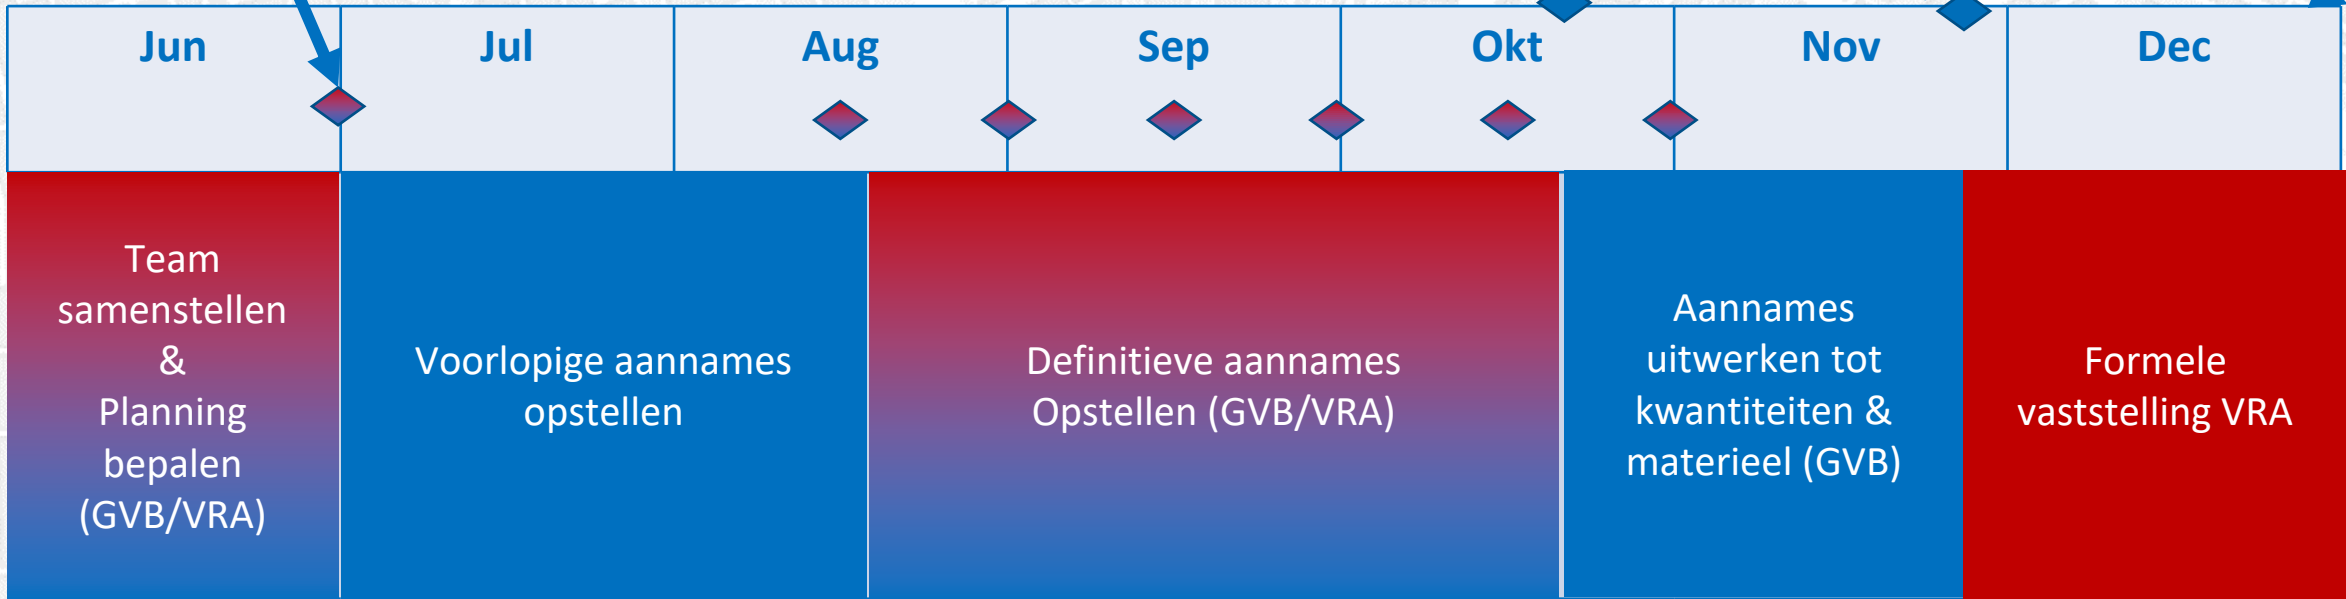 Jun
Jul
Aug
Sep
Okt
Nov
Dec
Team
samenstellen
&
Planning
bepalen
(GVB/VRA)
Voorlopige aannames
opstellen
Definitieve aannames
Opstellen (GVB/VRA)
Aannames
uitwerken tot
kwantiteiten &
materieel (GVB)
Formele
vaststelling VRA